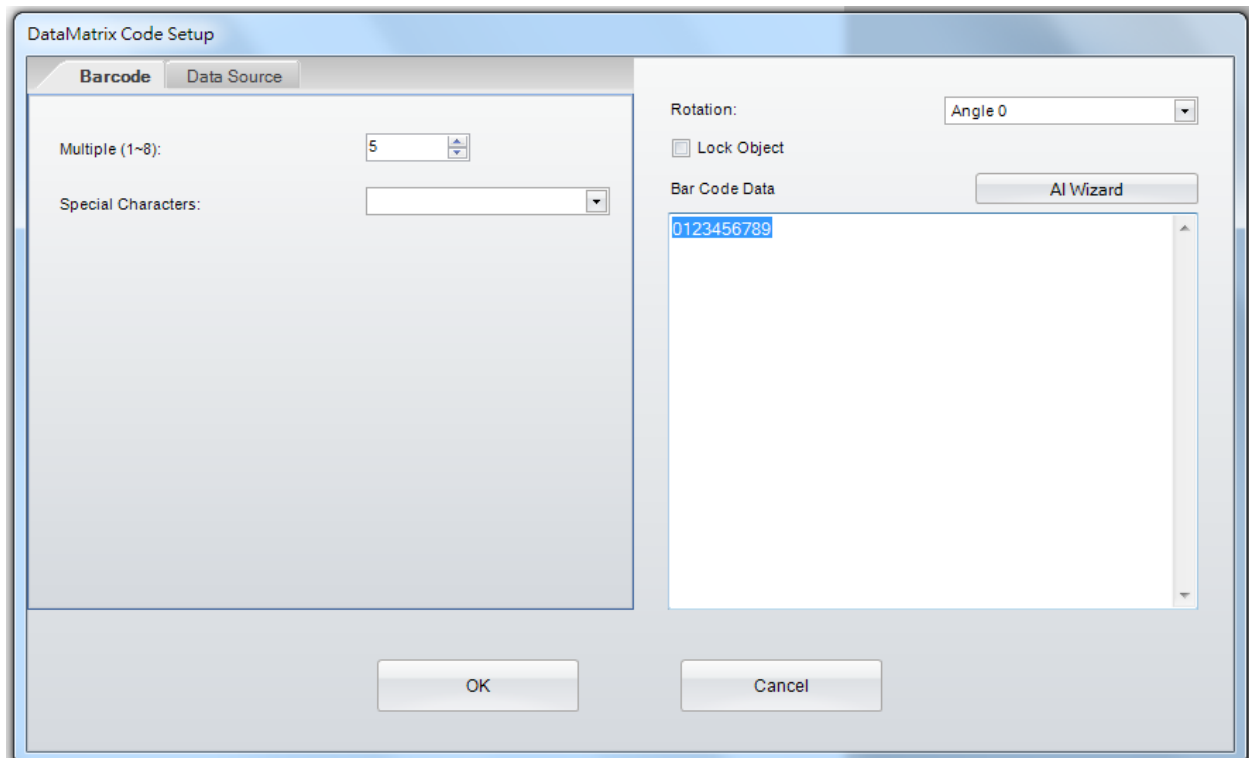 DataMatrix Code Setup
Barcode
Data Source
Multiple (1~8):
5
Special Characters:
Rotation:
Angle 0
Lock Object
Bar Code Data
AI Wizard
0123456789
OK
Cancel